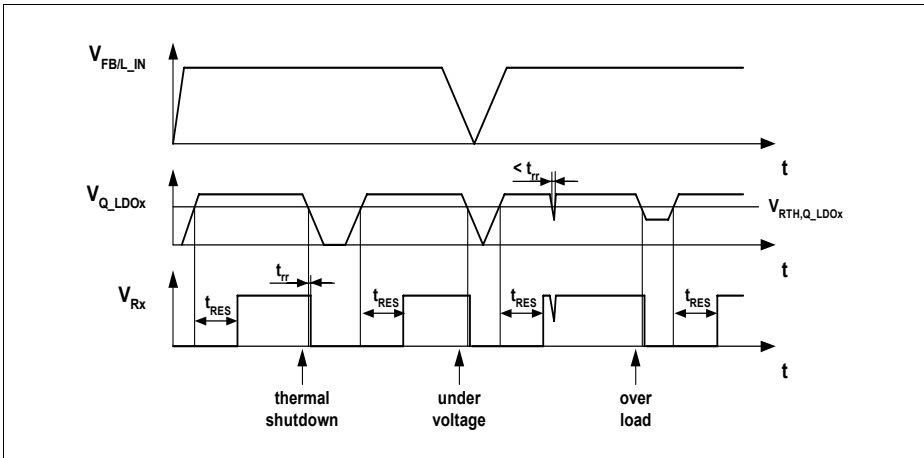 V_FB/L_IN
t
< t_rr
V_Q_LDOx
V_RTH,Q_LDOx
t
t_rr
V_Rx
t_RES
t_RES
t_RES
t_RES
t
thermal
shutdown
under
voltage
over
load